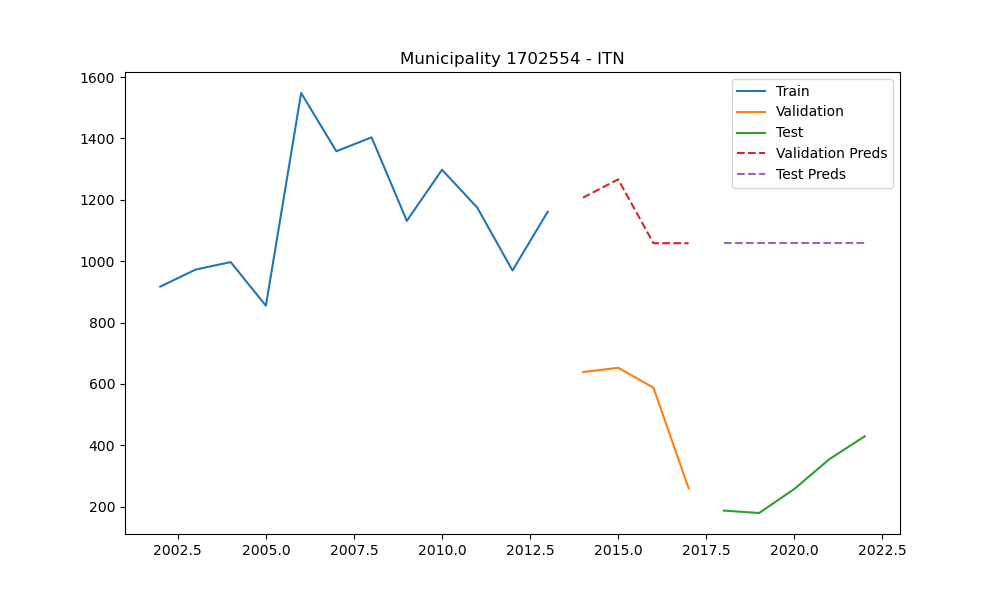 Municipality 1702554 - ITN
1600
1400
1200
1000
800
600
400
200
2002.5
2005.0
2007.5
2010.0
2012.5
2015.0
2017.5
2020.0
2022.5
Train
Validation
Test
Validation Preds
Test Preds